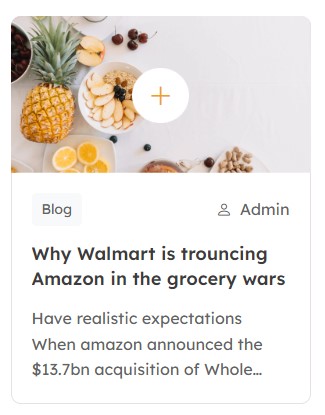 Blog
Admin
Why Walmart is trouncing
Amazon in the grocery wars
Have realistic expectations
When amazon announced the
$13.7bn acquisition of Whole...